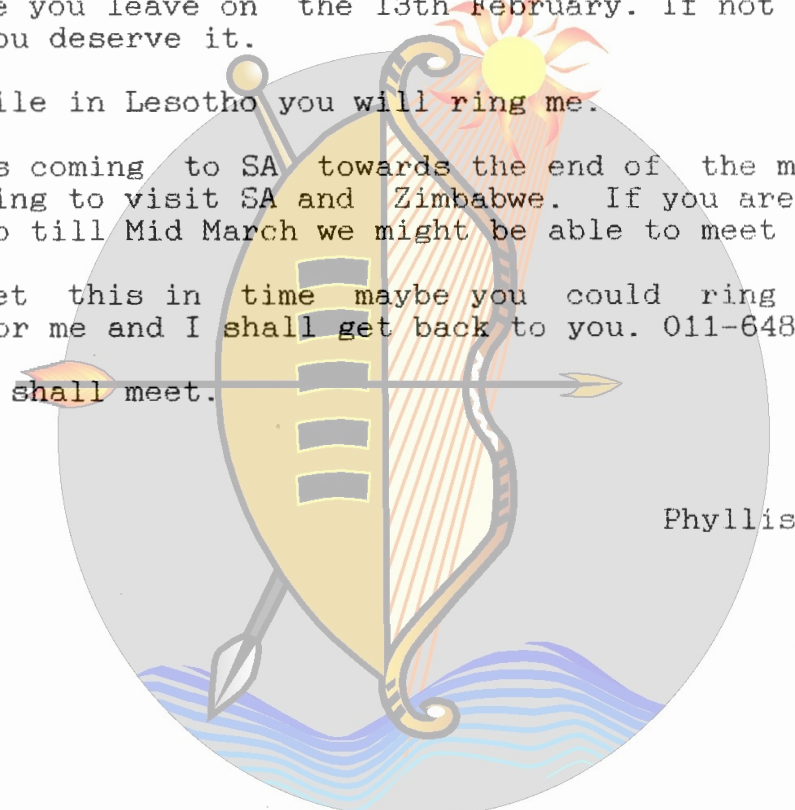 e you leave on the 13th February. If not
ou deserve it.
ile in Lesotho you will ring me.
s coming to SA towards the end of the m
ing to visit SA and Zimbabwe. If you are
o till Mid March we might be able to meet
et this in time maybe you could ring
or me and I shall get back to you. 011-648
shall meet.
Phyllis